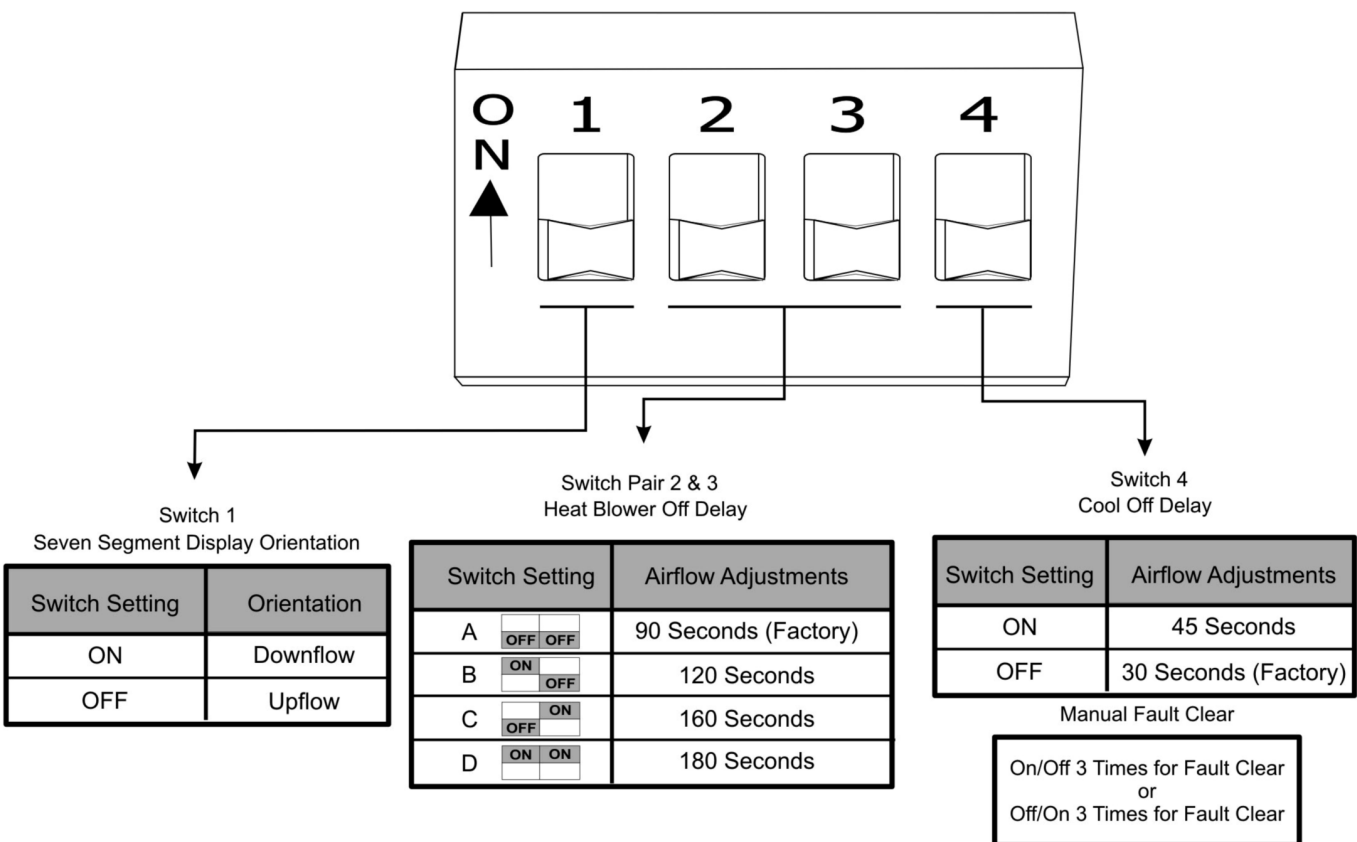 ON 1 2 3 4
Switch 1
Seven Segment Display Orientation
Switch Setting Orientation
ON Downflow
OFF Upflow
Switch Pair 2 & 3
Heat Blower Off Delay
Switch Setting Airflow Adjustments
A OFF OFF 90 Seconds (Factory)
B ON OFF 120 Seconds
C OFF ON 160 Seconds
D ON ON 180 Seconds
Switch 4
Cool Off Delay
Switch Setting Airflow Adjustments
ON 45 Seconds
OFF 30 Seconds (Factory)
Manual Fault Clear
On/Off 3 Times for Fault Clear
or
Off/On 3 Times for Fault Clear